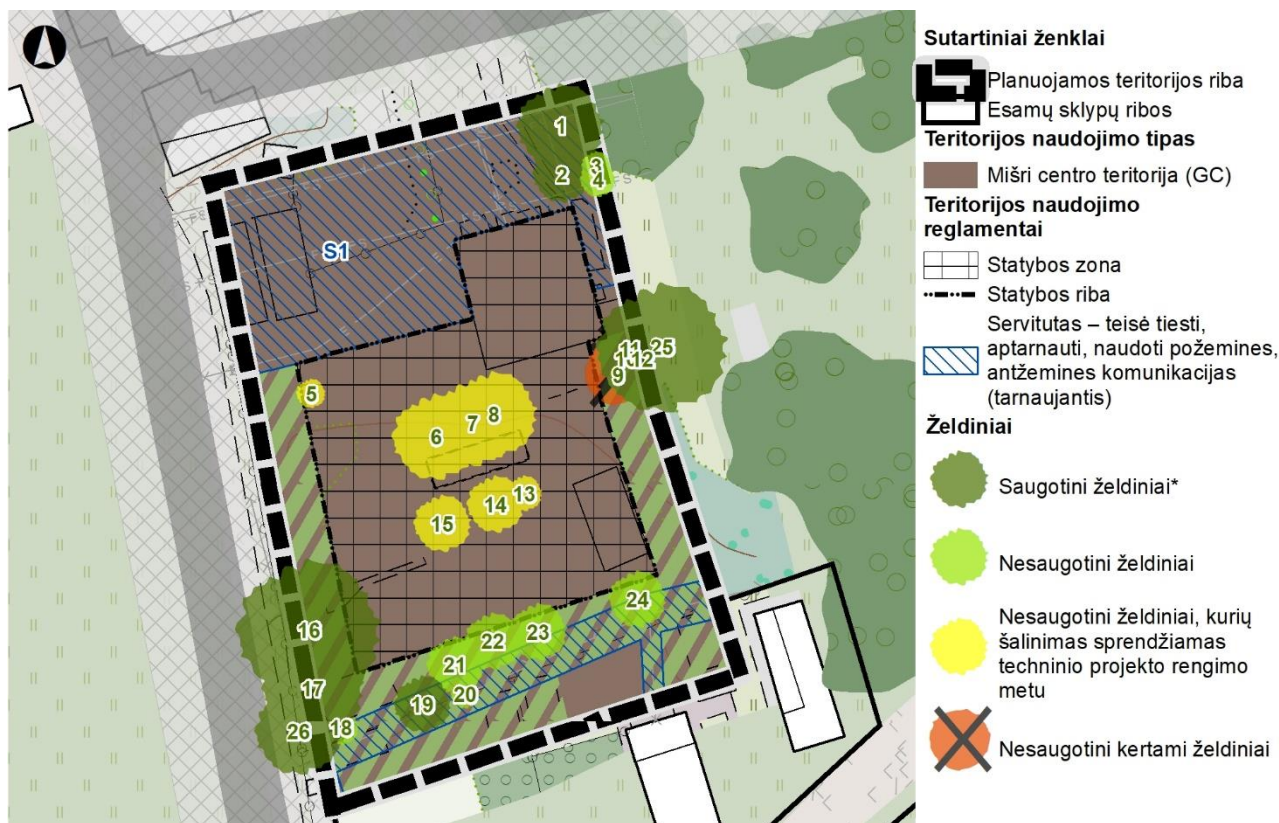 Sutartiniai ženklai
Planuojamos teritorijos riba
Esamų sklypų ribos
Teritorijos naudojimo tipas
Mišri centro teritorija (GC)
Teritorijos naudojimo
reglamentai
Statybos zona
Statybos riba
Servitutas – teisė tiesti,
aptarnauti, naudoti požemines,
antžemines komunikacijas
(tarnaujantis)
Želdiniai
Saugotini želdiniai*
Nesaugotini želdiniai
Nesaugotini želdiniai, kurių
šalinimas sprendžiamas
techninio projekto rengimo
metu
Nesaugotini kertami želdiniai
1
2
3
4
S1
11
25
12
9
5
8
7
6
13
14
15
24
16
23
22
21
17
20
19
26
18